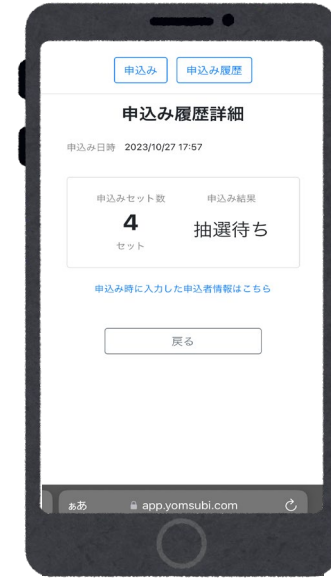 申込み 申込み履歴
申込み履歴詳細
申込み日時 2023/10/27 17:57
申込みセット数 申込み結果
4 抽選待ち
セット
申込み時に入力した申込者情報はこちら
戻る
ぁあ app.yomsubi.com